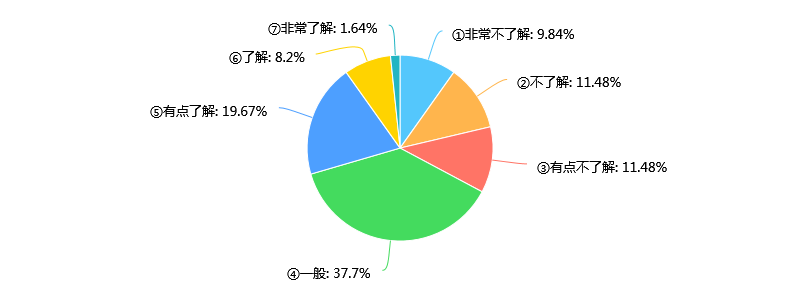 ⑦非常了解: 1.64%
①非常不了解: 9.84%
⑥了解: 8.2%
②不了解: 11.48%
⑤有点了解: 19.67%
③有点不了解: 11.48%
④一般: 37.7%